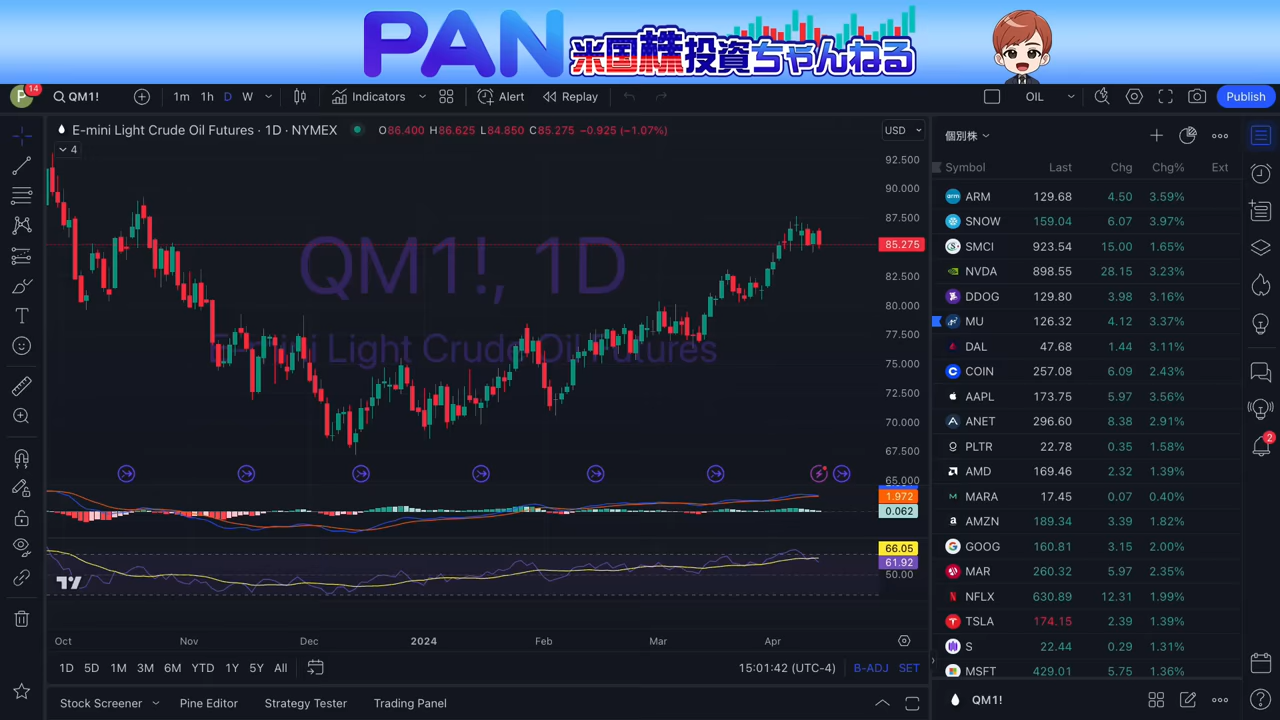 PAN 米国株投資ちゃんねる
P 14 QM1! 1m 1h D W Indicators Alert Replay OIL Publish
E-mini Light Crude Oil Futures · 1D · NYMEX O86.400 H86.625 L84.850 C85.275 −0.925 (−1.07%) USD
4
QM1!, 1D
E-mini Light Crude Oil Futures
92.500
90.000
87.500
85.275
82.500
80.000
77.500
75.000
72.500
70.000
67.500
65.000
1.972
0.062
66.05
61.92
50.00
Oct Nov Dec 2024 Feb Mar Apr
1D 5D 1M 3M 6M YTD 1Y 5Y All 15:01:42 (UTC-4) B-ADJ SET
Stock Screener Pine Editor Strategy Tester Trading Panel
個別株
Symbol Last Chg Chg% Ext
ARM 129.68 4.50 3.59%
SNOW 159.04 6.07 3.97%
SMCI 923.54 15.00 1.65%
NVDA 898.55 28.15 3.23%
DDOG 129.80 3.98 3.16%
MU 126.32 4.12 3.37%
DAL 47.68 1.44 3.11%
COIN 257.08 6.09 2.43%
AAPL 173.75 5.97 3.56%
ANET 296.60 8.38 2.91%
PLTR 22.78 0.35 1.58%
AMD 169.46 2.32 1.39%
MARA 17.45 0.07 0.40%
AMZN 189.34 3.39 1.82%
GOOG 160.81 3.15 2.00%
MAR 260.32 5.97 2.35%
NFLX 630.89 12.31 1.99%
TSLA 174.15 2.39 1.39%
S 22.44 0.29 1.31%
MSFT 429.01 5.75 1.36%
QM1!
2